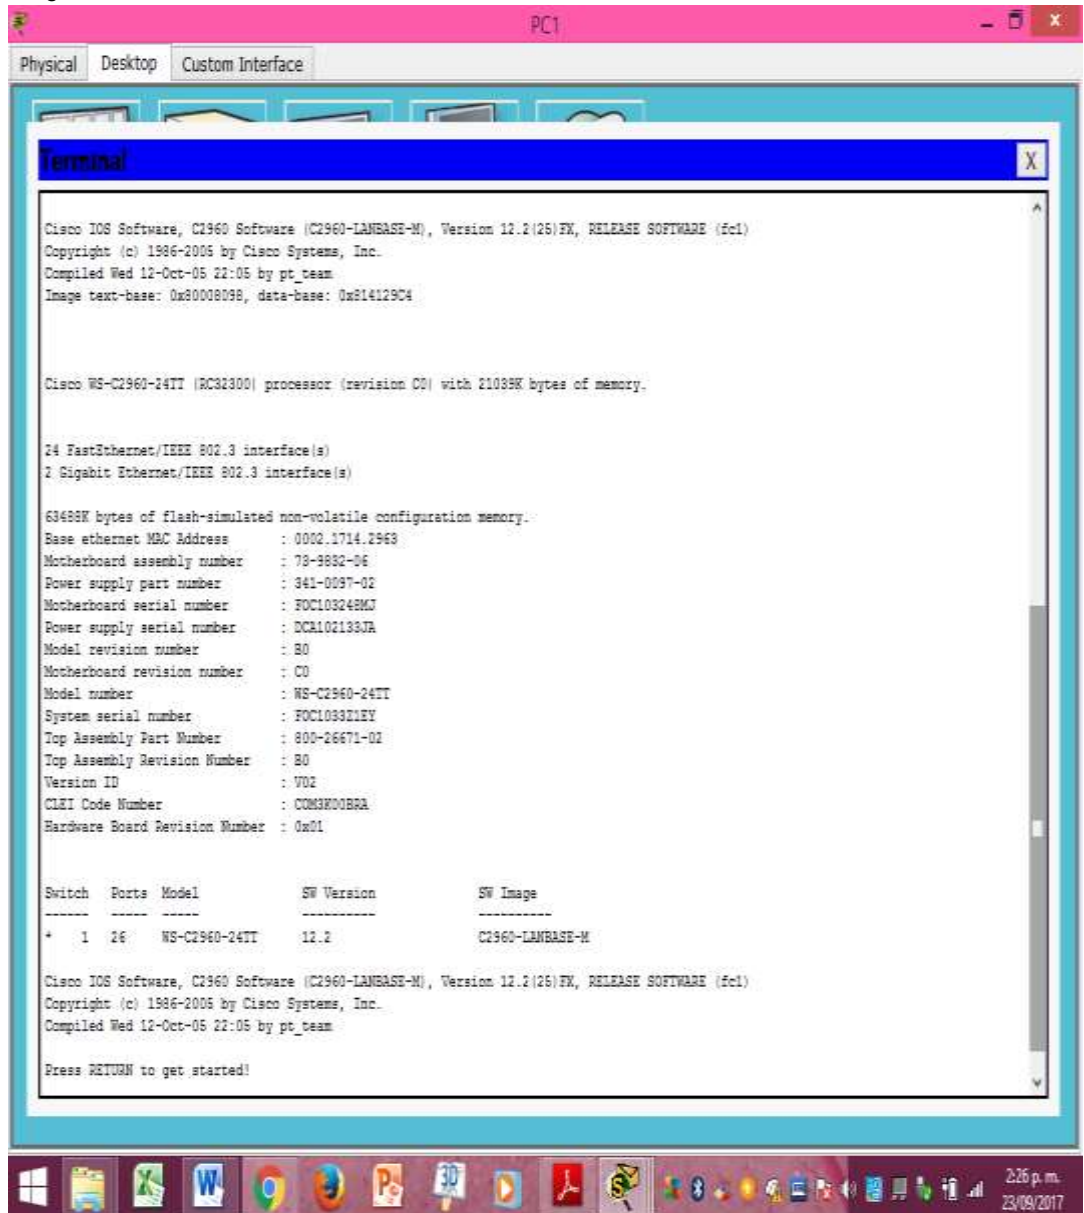 PC1
Physical Desktop Custom Interface
Terminal
X
Cisco IOS Software, C2960 Software (C2960-LANBASE-M), Version 12.2(25)FX, RELEASE SOFTWARE (fc1)
Copyright (c) 1986-2005 by Cisco Systems, Inc.
Compiled Wed 12-Oct-05 22:05 by pt_team
Image text-base: 0x80008098, data-base: 0x814129C4
Cisco WS-C2960-24TT (RC32300) processor (revision C0) with 21039K bytes of memory.
24 FastEthernet/IEEE 802.3 interface(s)
2 Gigabit Ethernet/IEEE 802.3 interface(s)
63488K bytes of flash-simulated non-volatile configuration memory.
Base ethernet MAC Address : 0002.1714.2963
Motherboard assembly number : 73-9832-06
Power supply part number : 341-0097-02
Motherboard serial number : FOC103248MJ
Power supply serial number : DCA102133JA
Model revision number : B0
Motherboard revision number : C0
Model number : WS-C2960-24TT
System serial number : FOC1033Z1EY
Top Assembly Part Number : 800-26671-02
Top Assembly Revision Number : B0
Version ID : V02
CLEI Code Number : COM3K00BRA
Hardware Board Revision Number : 0x01
Switch Ports Model SW Version SW Image
------ ----- ----- ---------- ----------
* 1 26 WS-C2960-24TT 12.2 C2960-LANBASE-M
Cisco IOS Software, C2960 Software (C2960-LANBASE-M), Version 12.2(25)FX, RELEASE SOFTWARE (fc1)
Copyright (c) 1986-2005 by Cisco Systems, Inc.
Compiled Wed 12-Oct-05 22:05 by pt_team
Press RETURN to get started!
2:26 p. m.
23/09/2017